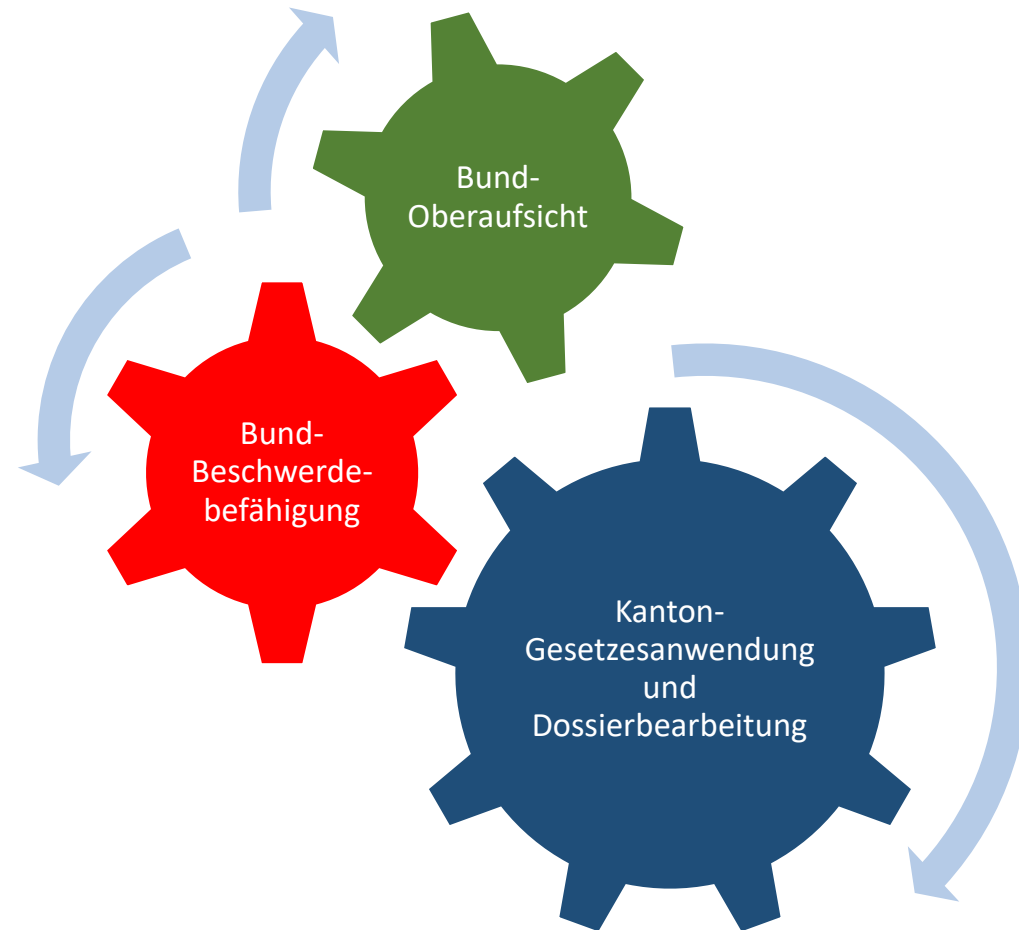 Bund-
Oberaufsicht
Bund-
Beschwerde-
befähigung
Kanton-
Gesetzesanwendung
und
Dossierbearbeitung